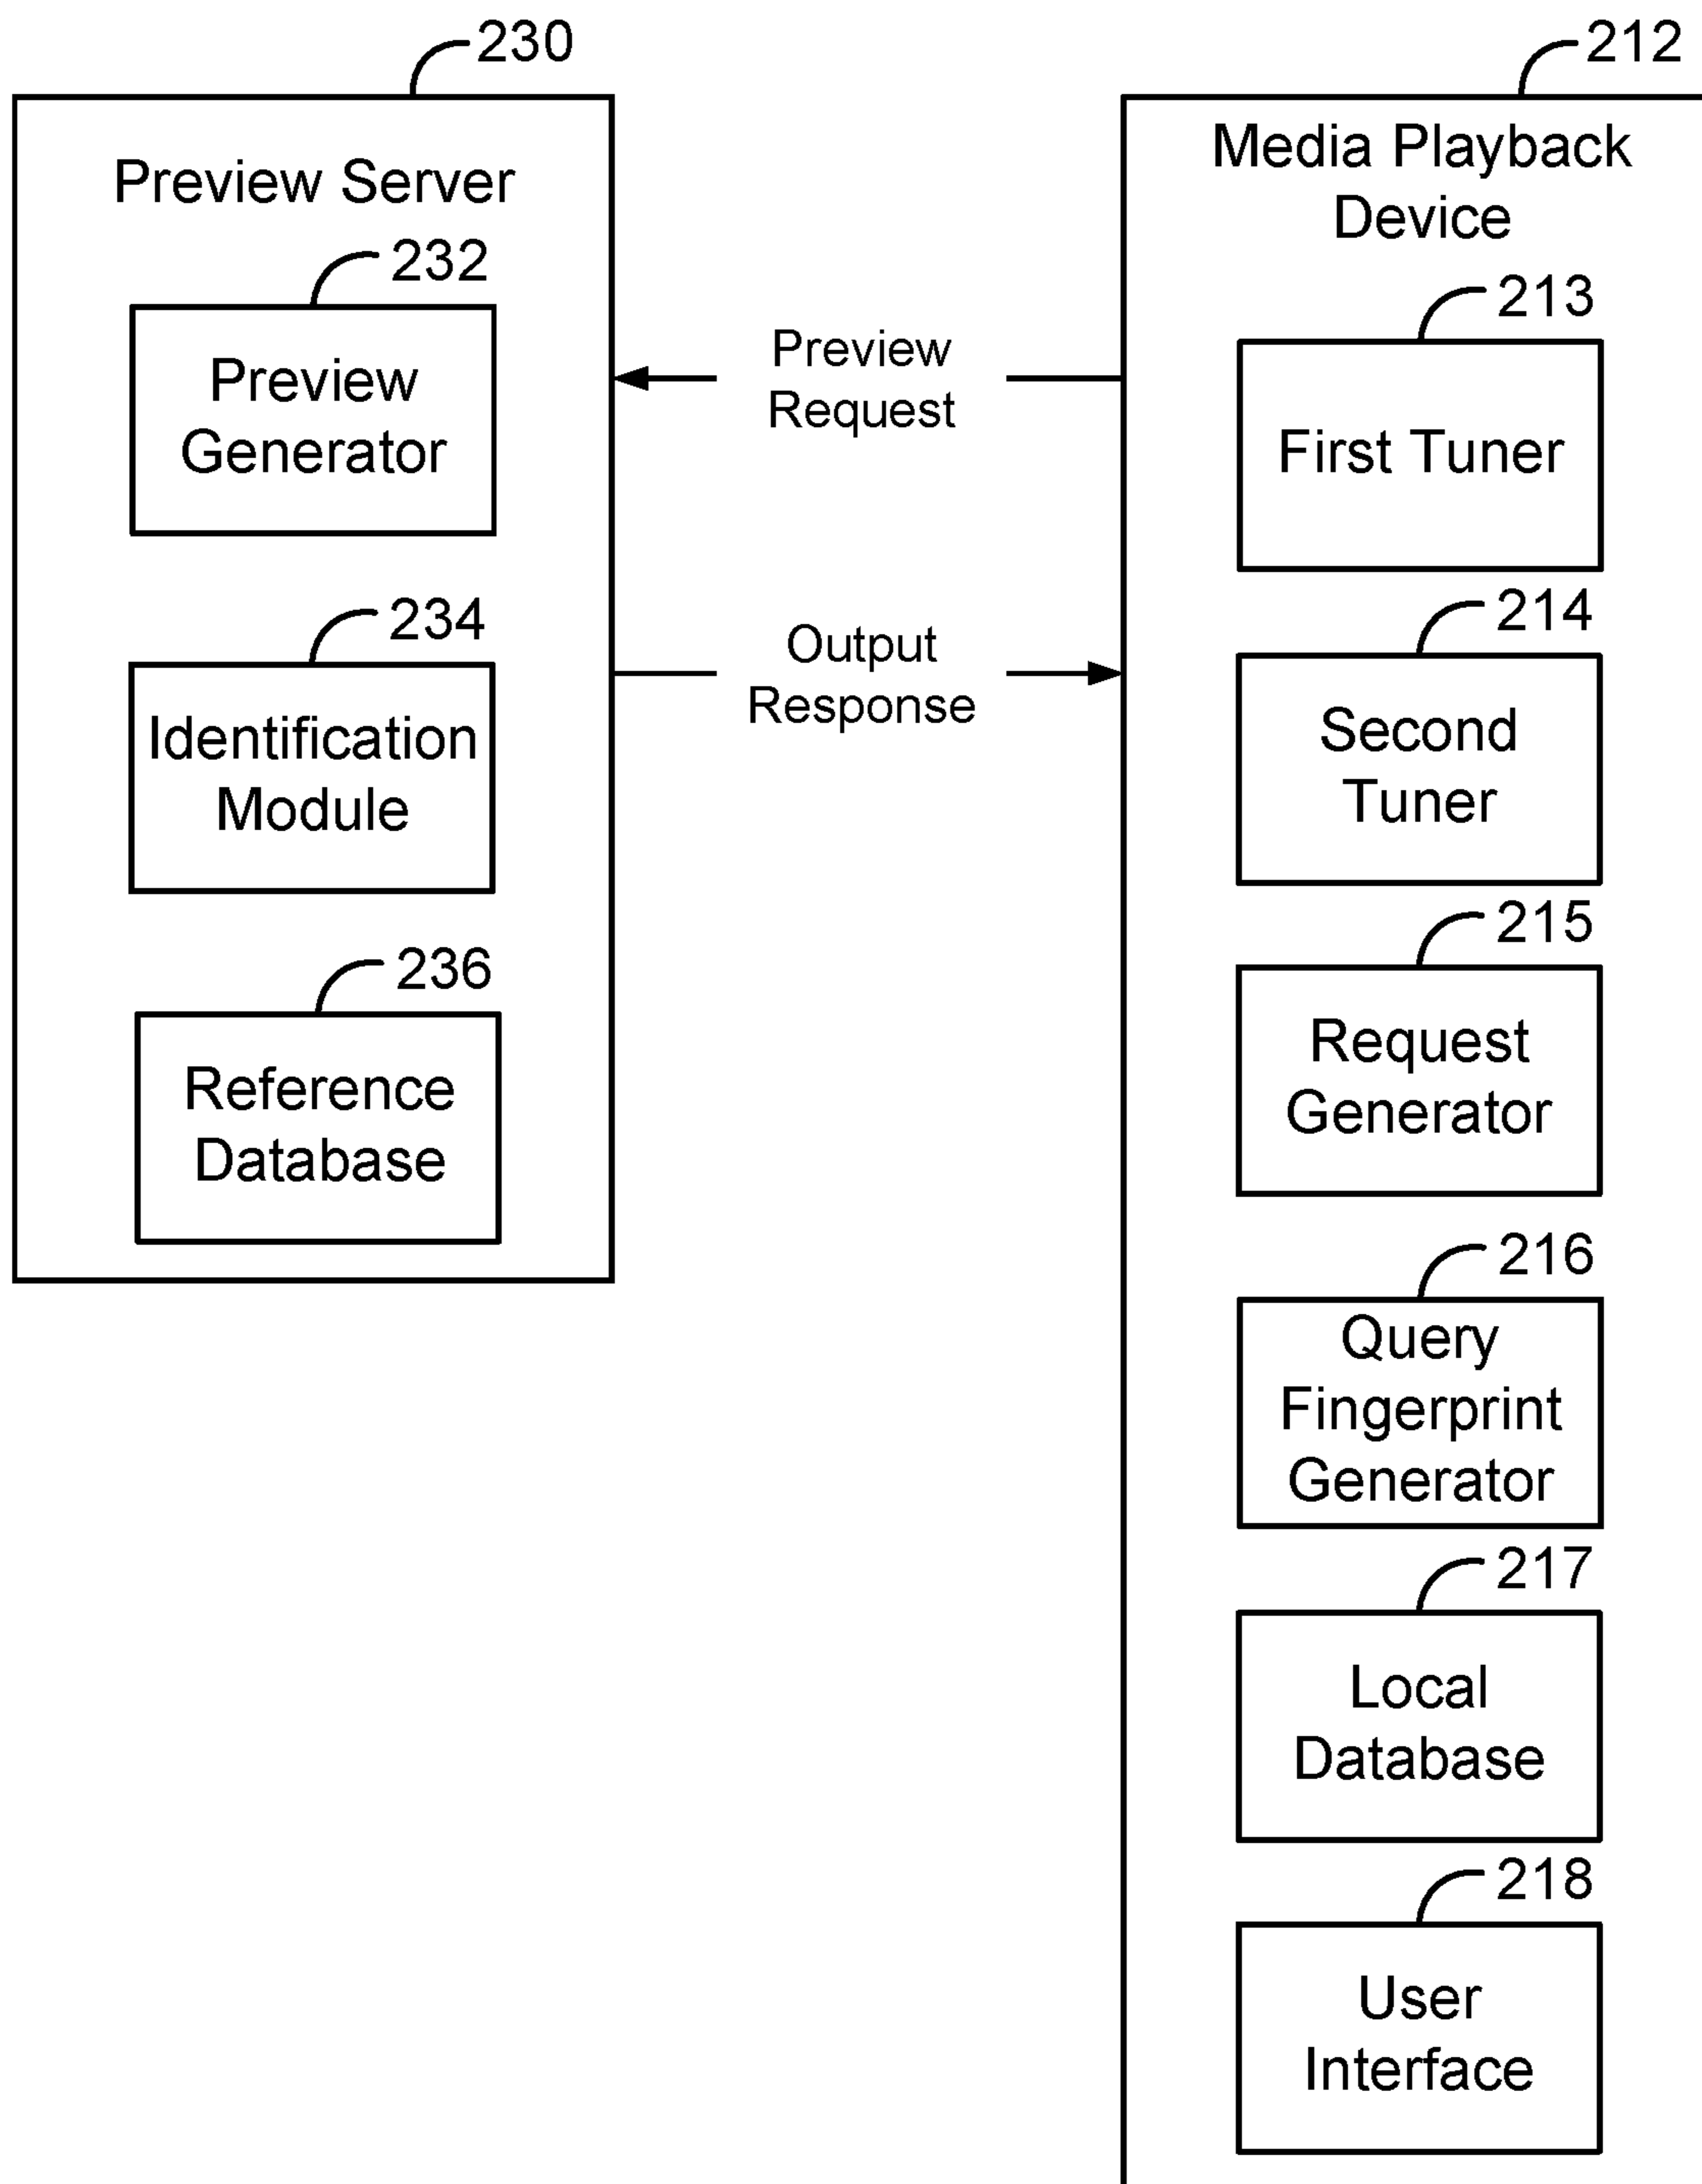 230
Preview Server
232
Preview
Generator
234
Identification
Module
236
Reference
Database
Preview
Request
Output
Response
212
Media Playback
Device
213
First Tuner
214
Second
Tuner
215
Request
Generator
216
Query
Fingerprint
Generator
217
Local
Database
218
User
Interface